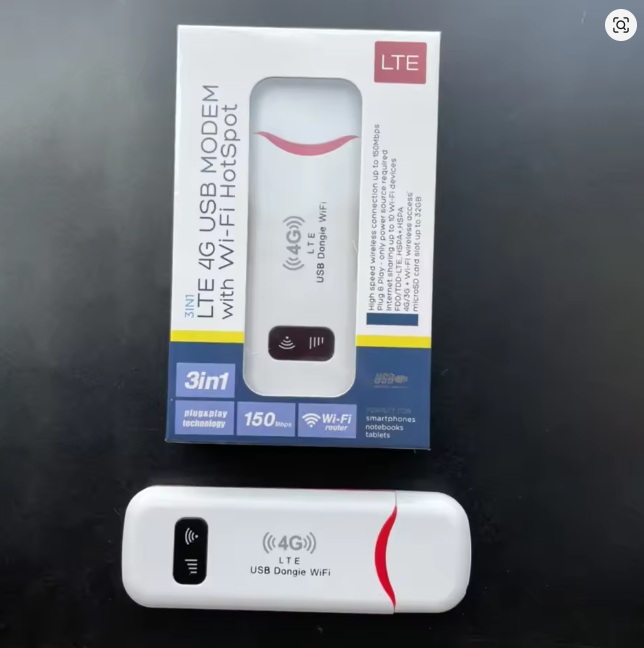 LTE
3IN1
LTE 4G USB MODEM
with Wi-Fi HotSpot
4G
LTE
USB Dongle WiFi
High speed wireless connection up to 150Mbps
Plug & Play - only power source required
Internet sharing up to 10 Wi-Fi devices
FDD/TDD-LTE, HSPA+HSPA
4G/3G + Wi-Fi wireless access
microSD card slot up to 32GB
3in1
plug&play
technology
150 Mbps
Wi-Fi
router
smartphones
notebooks
tablets
4G
LTE
USB Dongle WiFi